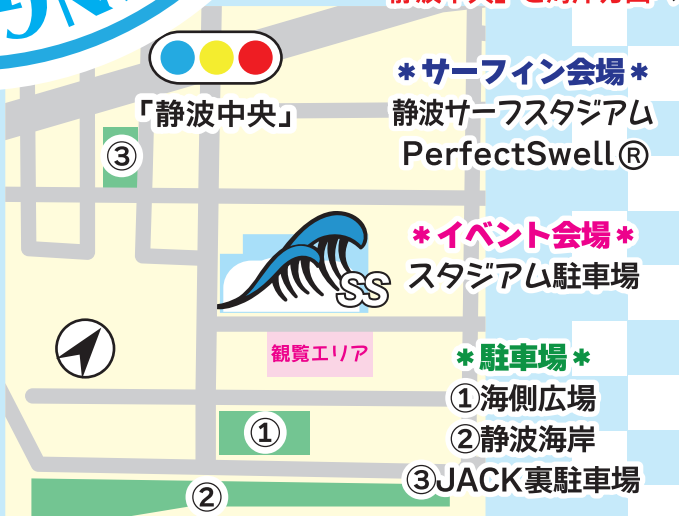 「静波中央」
③
SS
観覧エリア
①
②
＊サーフィン会場＊
静波サーフスタジアム
PerfectSwell®
＊イベント会場＊
スタジアム駐車場
＊駐車場＊
①海側広場
②静波海岸
③JACK裏駐車場